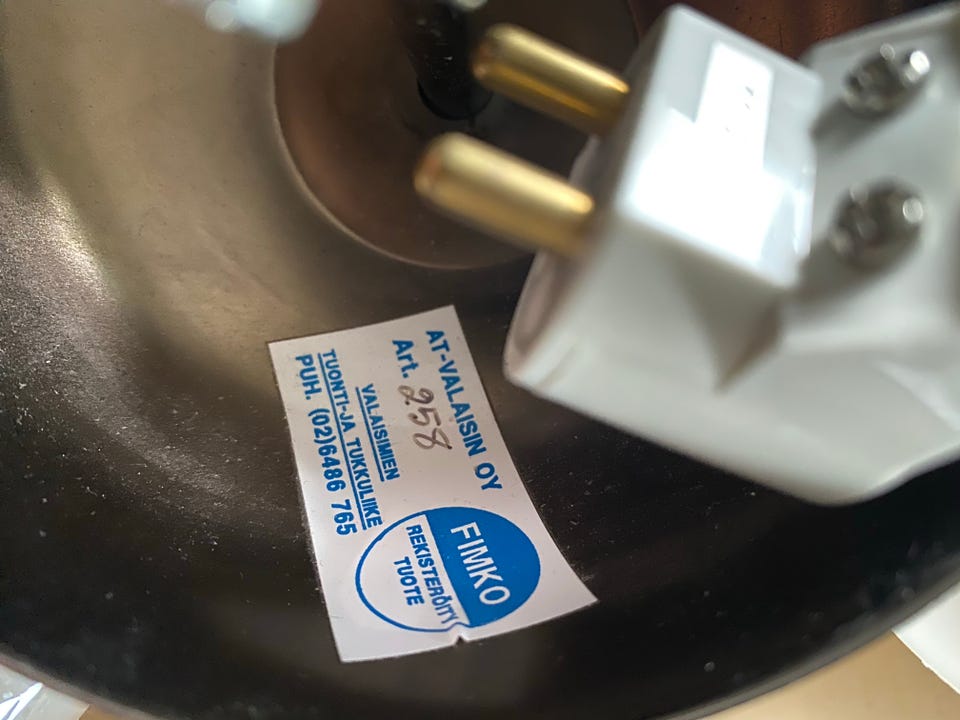 AT-VALAISIN OY
Art. 258
VALAISIMIEN
TUONTI-JA TUKKULIIKE
PUH. (02)6486 765
FIMKO
REKISTERÖITY
TUOTE